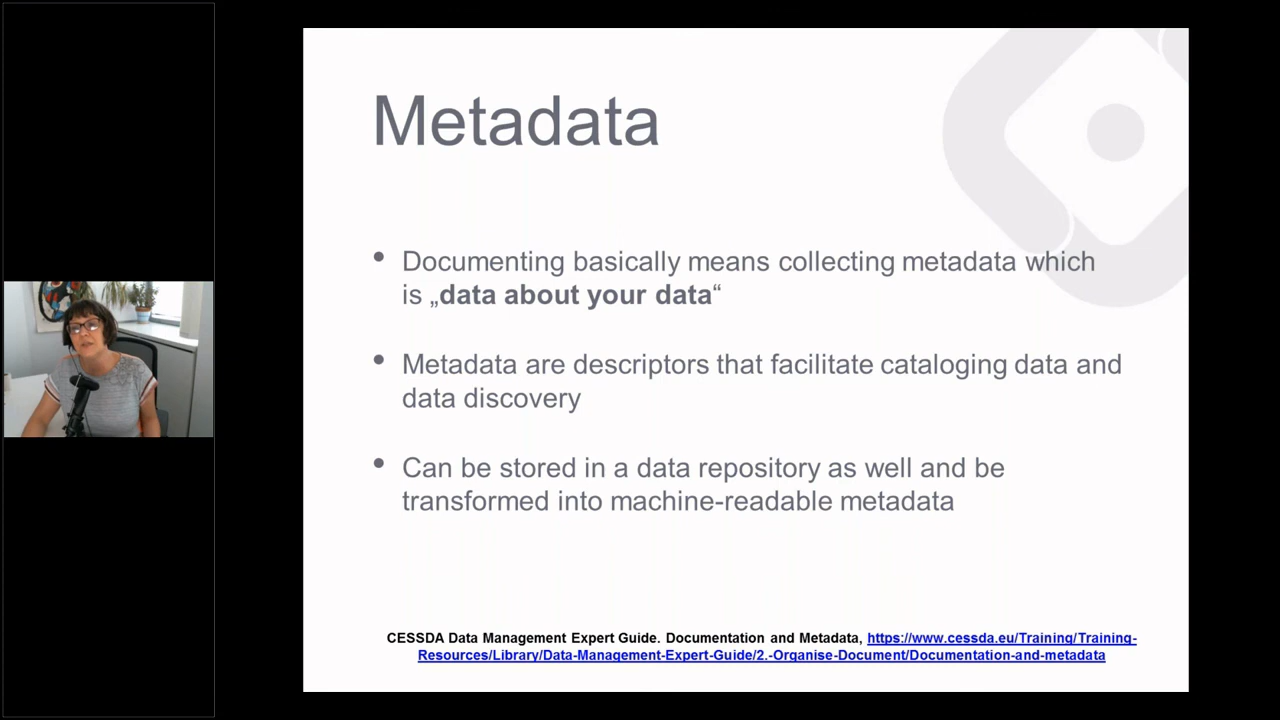 Metadata
• Documenting basically means collecting metadata which
is „data about your data“
• Metadata are descriptors that facilitate cataloging data and
data discovery
• Can be stored in a data repository as well and be
transformed into machine-readable metadata
CESSDA Data Management Expert Guide. Documentation and Metadata, https://www.cessda.eu/Training/Training-
Resources/Library/Data-Management-Expert-Guide/2.-Organise-Document/Documentation-and-metadata